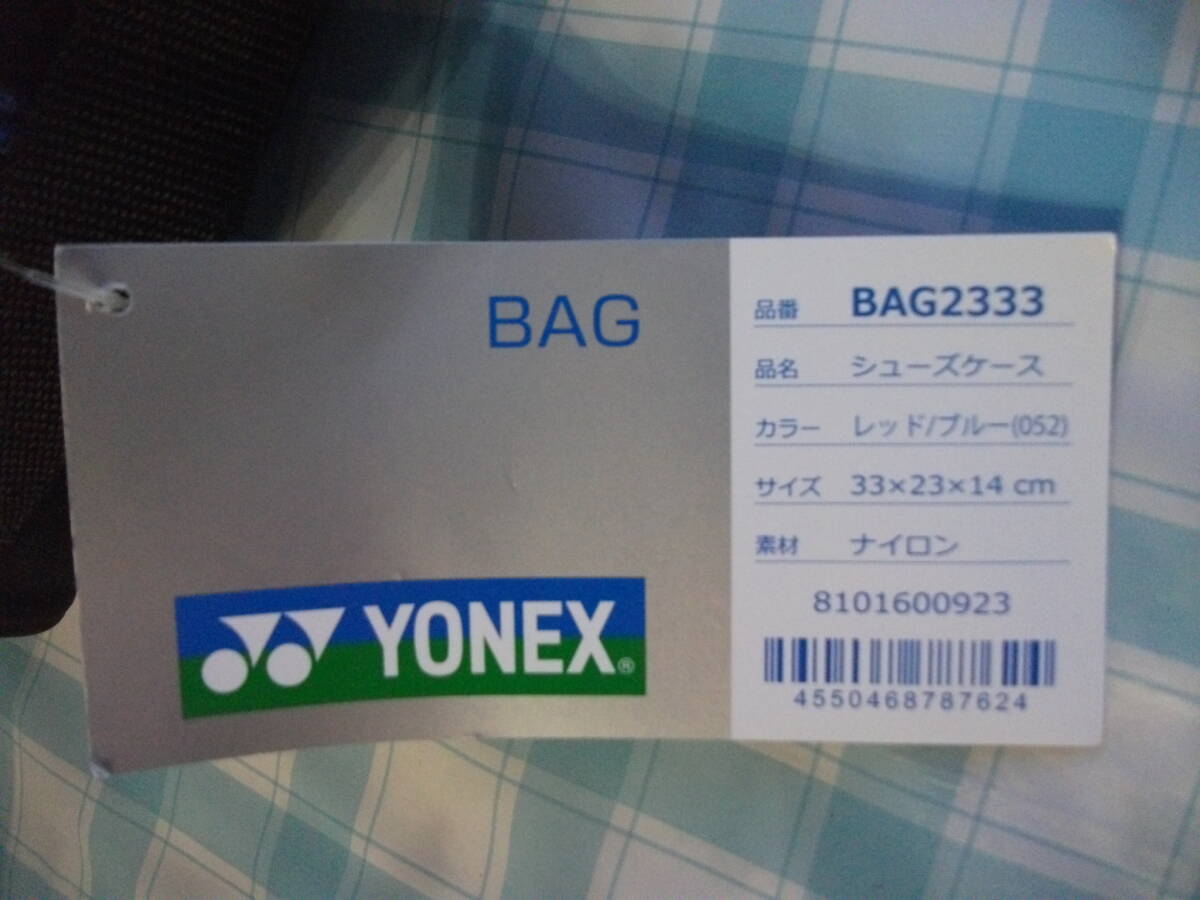 BAG
YONEX®
品番 BAG2333
品名 シューズケース
カラー レッド/ブルー(052)
サイズ 33×23×14 cm
素材 ナイロン
8101600923
4550468787624